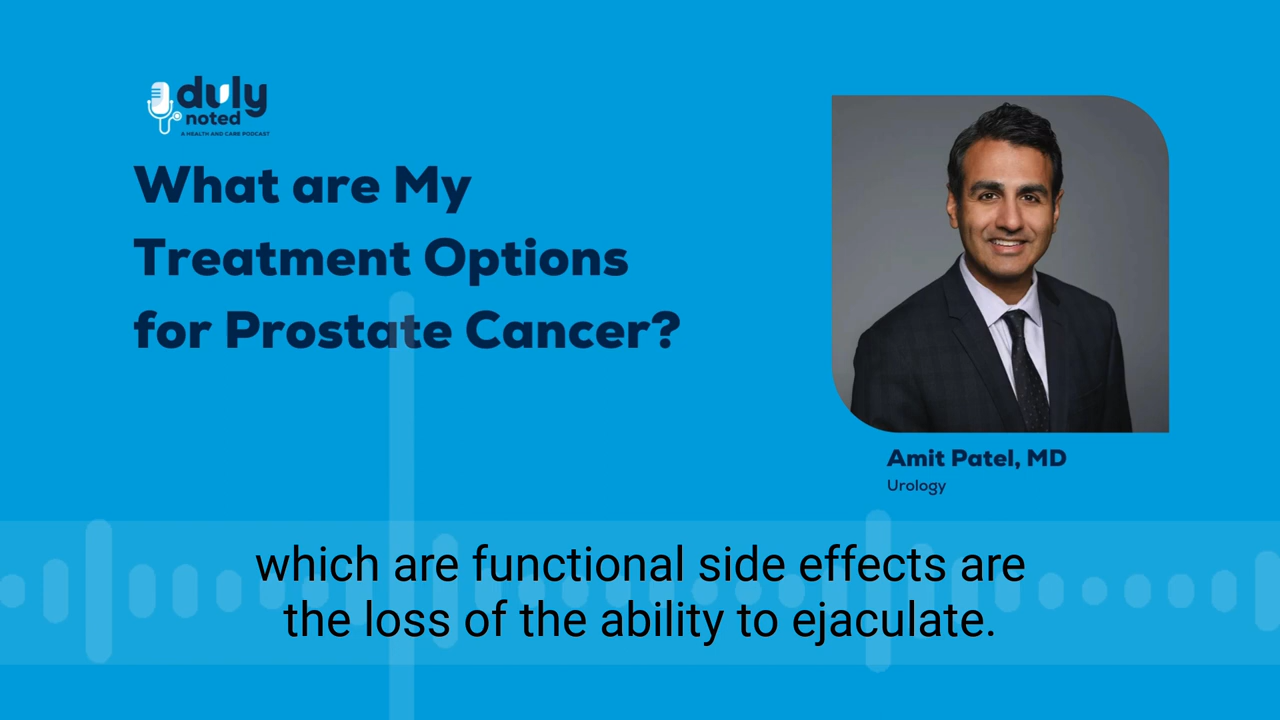 duly
noted
A HEALTH AND CARE PODCAST
What are My
Treatment Options
for Prostate Cancer?
Amit Patel, MD
Urology
which are functional side effects are
the loss of the ability to ejaculate.